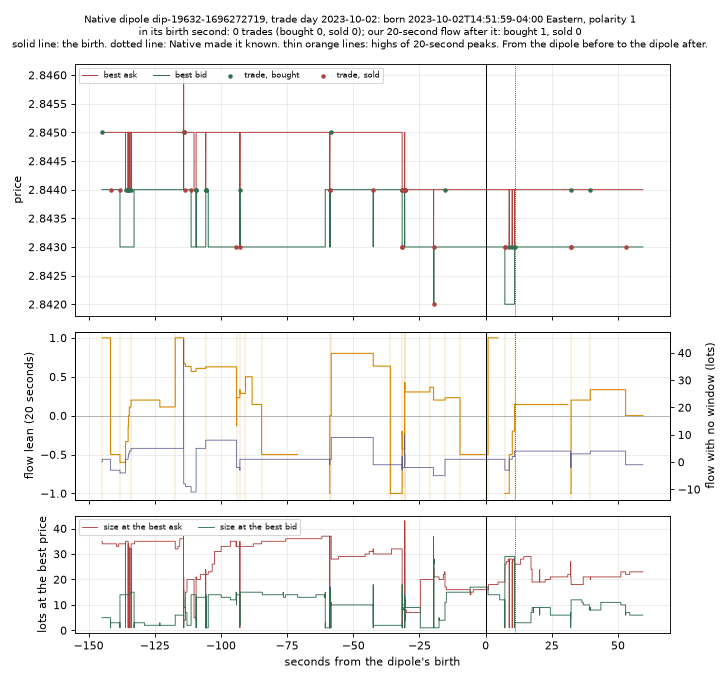 Native dipole dip-19632-1696272719, trade day 2023-10-02: born 2023-10-02T14:51:59-04:00 Eastern, polarity 1
in its birth second: 0 trades (bought 0, sold 0); our 20-second flow after it: bought 1, sold 0
solid line: the birth. dotted line: Native made it known. thin orange lines: highs of 20-second peaks. From the dipole before to the dipole after.
best ask
best bid
trade, bought
trade, sold
2.8460
2.8455
2.8450
2.8445
2.8440
2.8435
2.8430
2.8425
2.8420
price
1.0
0.5
0.0
−0.5
−1.0
flow lean (20 seconds)
40
30
20
10
0
−10
flow with no window (lots)
size at the best ask
size at the best bid
40
30
20
10
0
lots at the best price
−150
−125
−100
−75
−50
−25
0
25
50
seconds from the dipole's birth